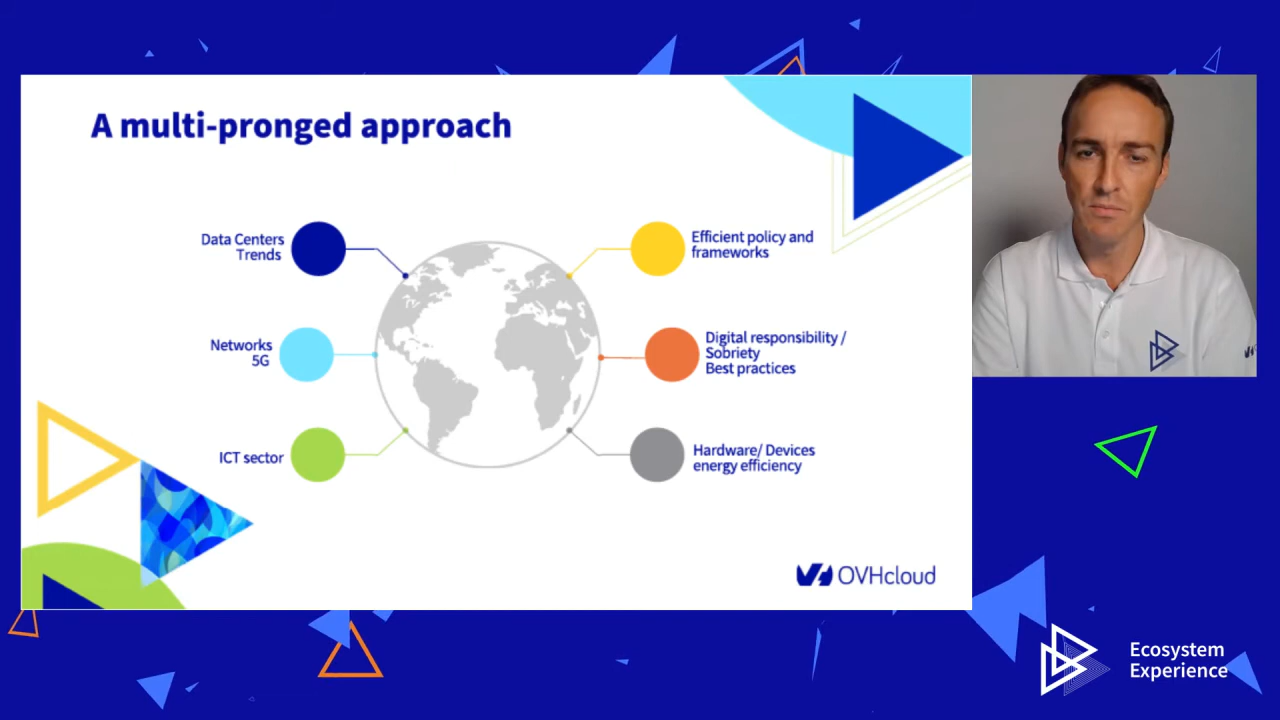 A multi-pronged approach
Data Centers
Trends
Networks
5G
ICT sector
Efficient policy and
frameworks
Digital responsibility /
Sobriety
Best practices
Hardware/ Devices
energy efficiency
OVHcloud
Ecosystem
Experience